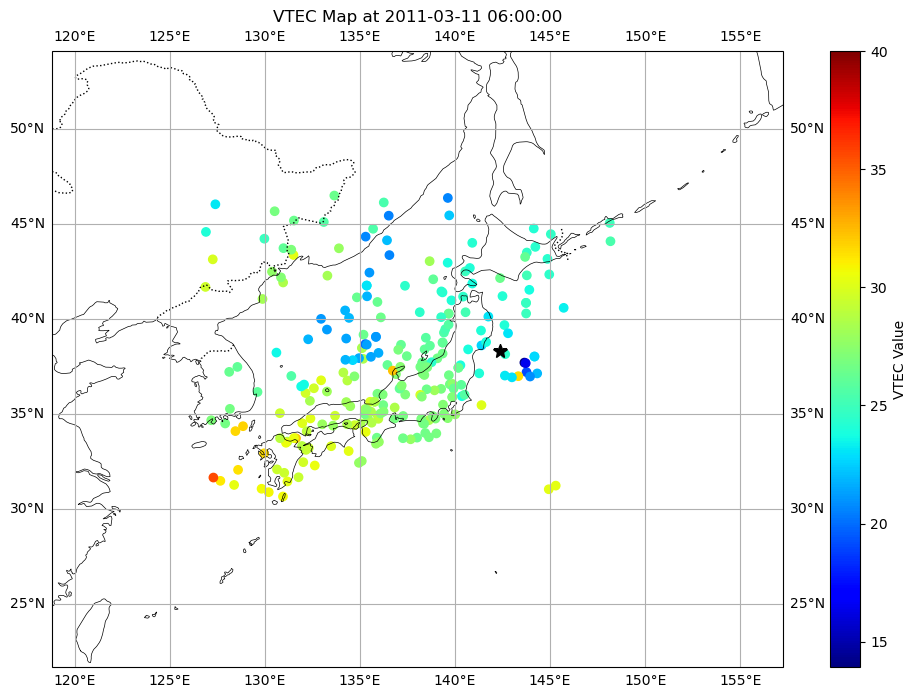 VTEC Map at 2011-03-11 06:00:00
120°E 125°E 130°E 135°E 140°E 145°E 150°E 155°E
50°N 50°N
45°N 45°N
40°N 40°N
35°N 35°N
30°N 30°N
25°N 25°N
120°E 125°E 130°E 135°E 140°E 145°E 150°E 155°E
40
35
30
25
20
15
VTEC Value